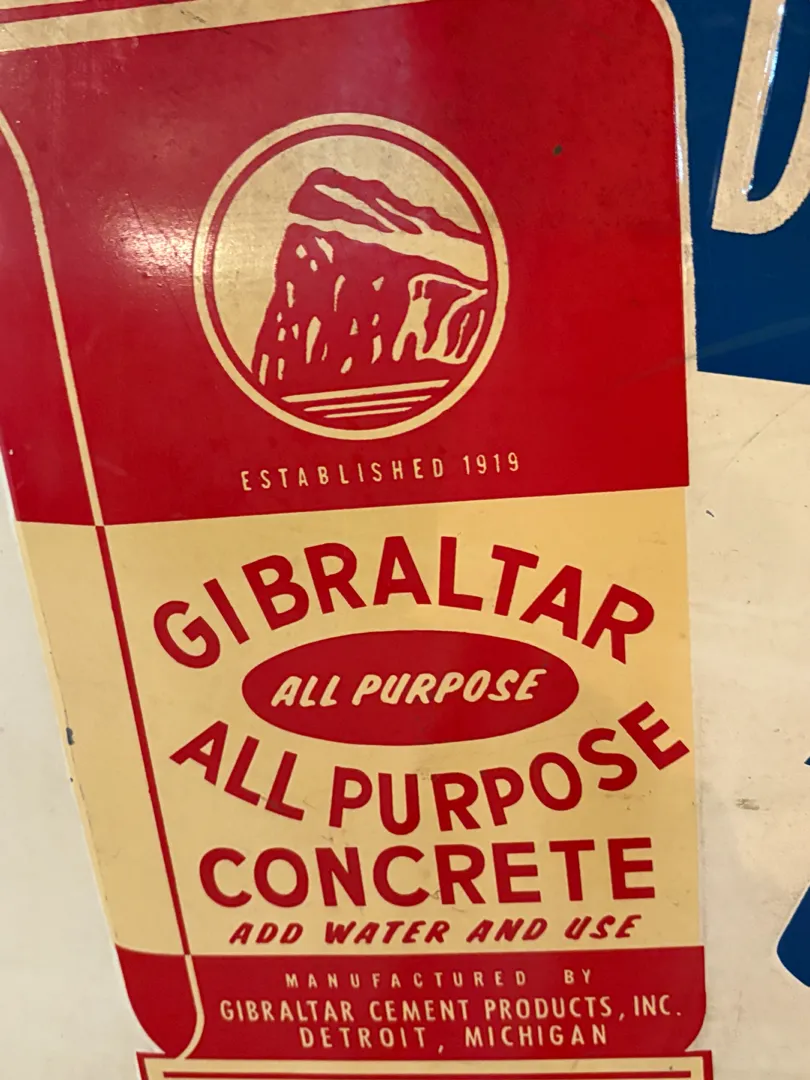 ESTABLISHED 1919
GIBRALTAR
ALL PURPOSE
ALL PURPOSE
CONCRETE
ADD WATER AND USE
MANUFACTURED BY
GIBRALTAR CEMENT PRODUCTS, INC.
DETROIT, MICHIGAN